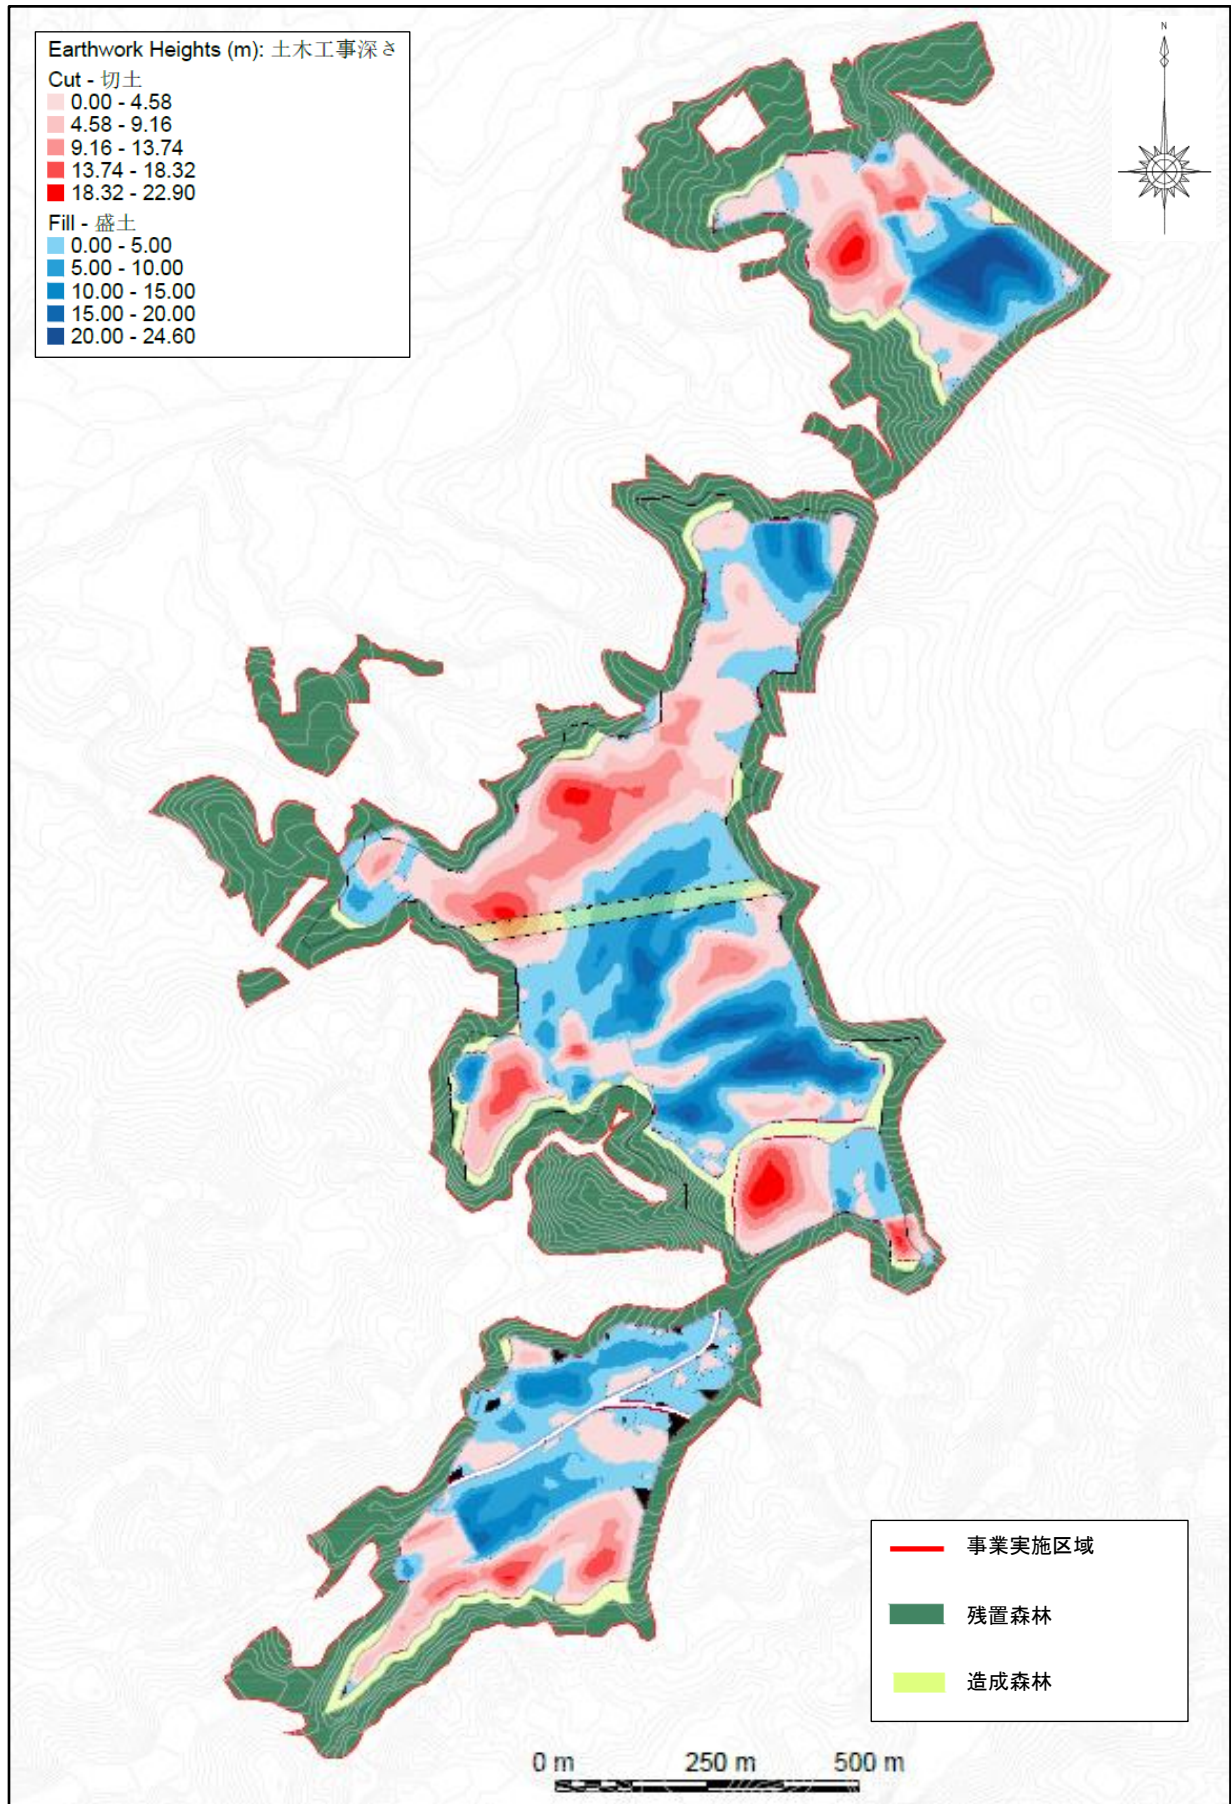 Earthwork Heights (m): 土木工事深さ
Cut - 切土
0.00 - 4.58
4.58 - 9.16
9.16 - 13.74
13.74 - 18.32
18.32 - 22.90
Fill - 盛土
0.00 - 5.00
5.00 - 10.00
10.00 - 15.00
15.00 - 20.00
20.00 - 24.60
N
事業実施区域
残置森林
造成森林
0 m 250 m 500 m